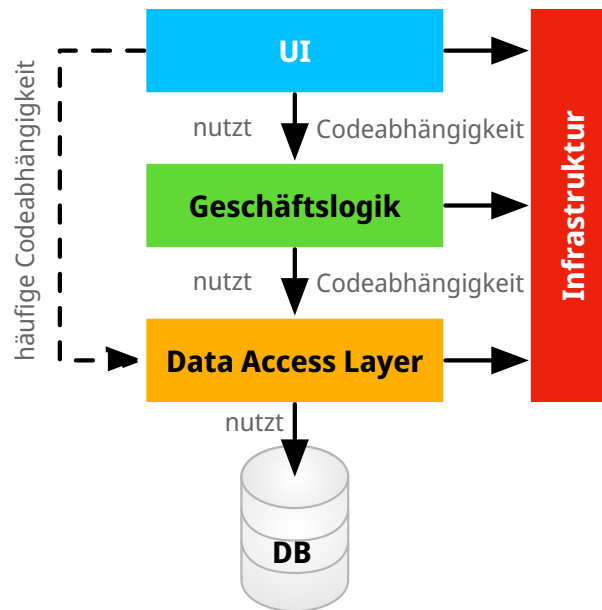 UI
nutzt
Codeabhängigkeit
Geschäftslogik
nutzt
Codeabhängigkeit
Data Access Layer
nutzt
DB
häufige Codeabhängigkeit
Infrastruktur